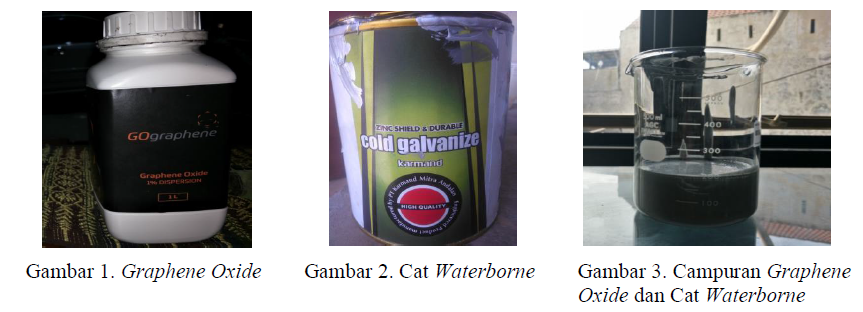 GOgraphene
Graphene Oxide
1% DISPERSION
1 L
ZINC SHIELD & DURABLE
cold galvanize
karmand
HIGH QUALITY
400
300
100
Gambar 1. Graphene Oxide
Gambar 2. Cat Waterborne
Gambar 3. Campuran Graphene
Oxide dan Cat Waterborne